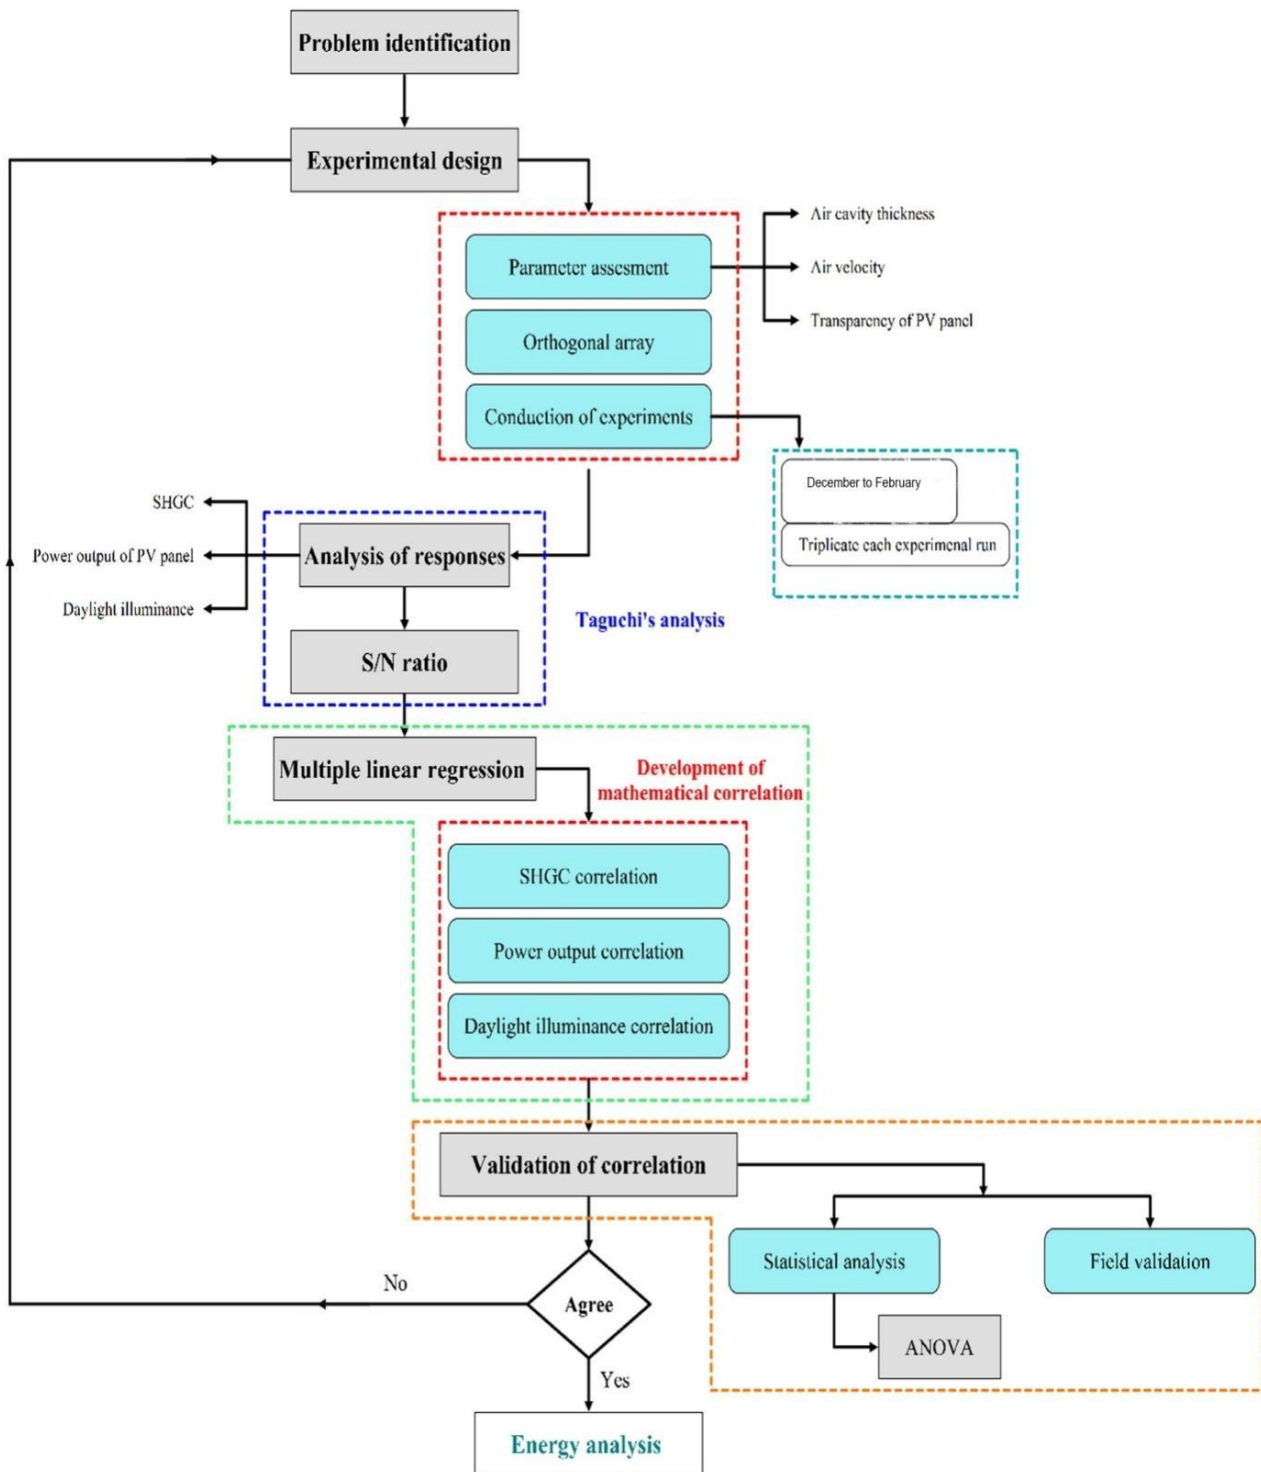 Problem identification
Experimental design
Air cavity thickness
Parameter assesment
Air velocity
Transparency of PV panel
Orthogonal array
Conduction of experiments
December to February
Triplicate each experimenal run
SHGC
Analysis of responses
Power output of PV panel
Daylight illuminance
Taguchi's analysis
S/N ratio
Multiple linear regression
Development of
mathematical correlation
SHGC correlation
Power output correlation
Daylight illuminance correlation
Validation of correlation
Statistical analysis
Field validation
No
Agree
ANOVA
Yes
Energy analysis